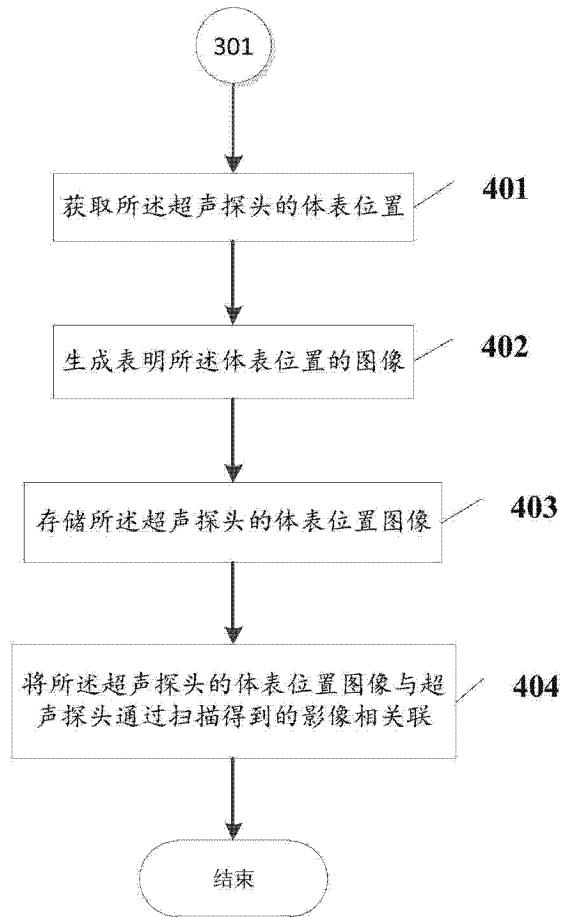 301
获取所述超声探头的体表位置
401
生成表明所述体表位置的图像
402
存储所述超声探头的体表位置图像
403
将所述超声探头的体表位置图像与超
声探头通过扫描得到的影像相关联
404
结束